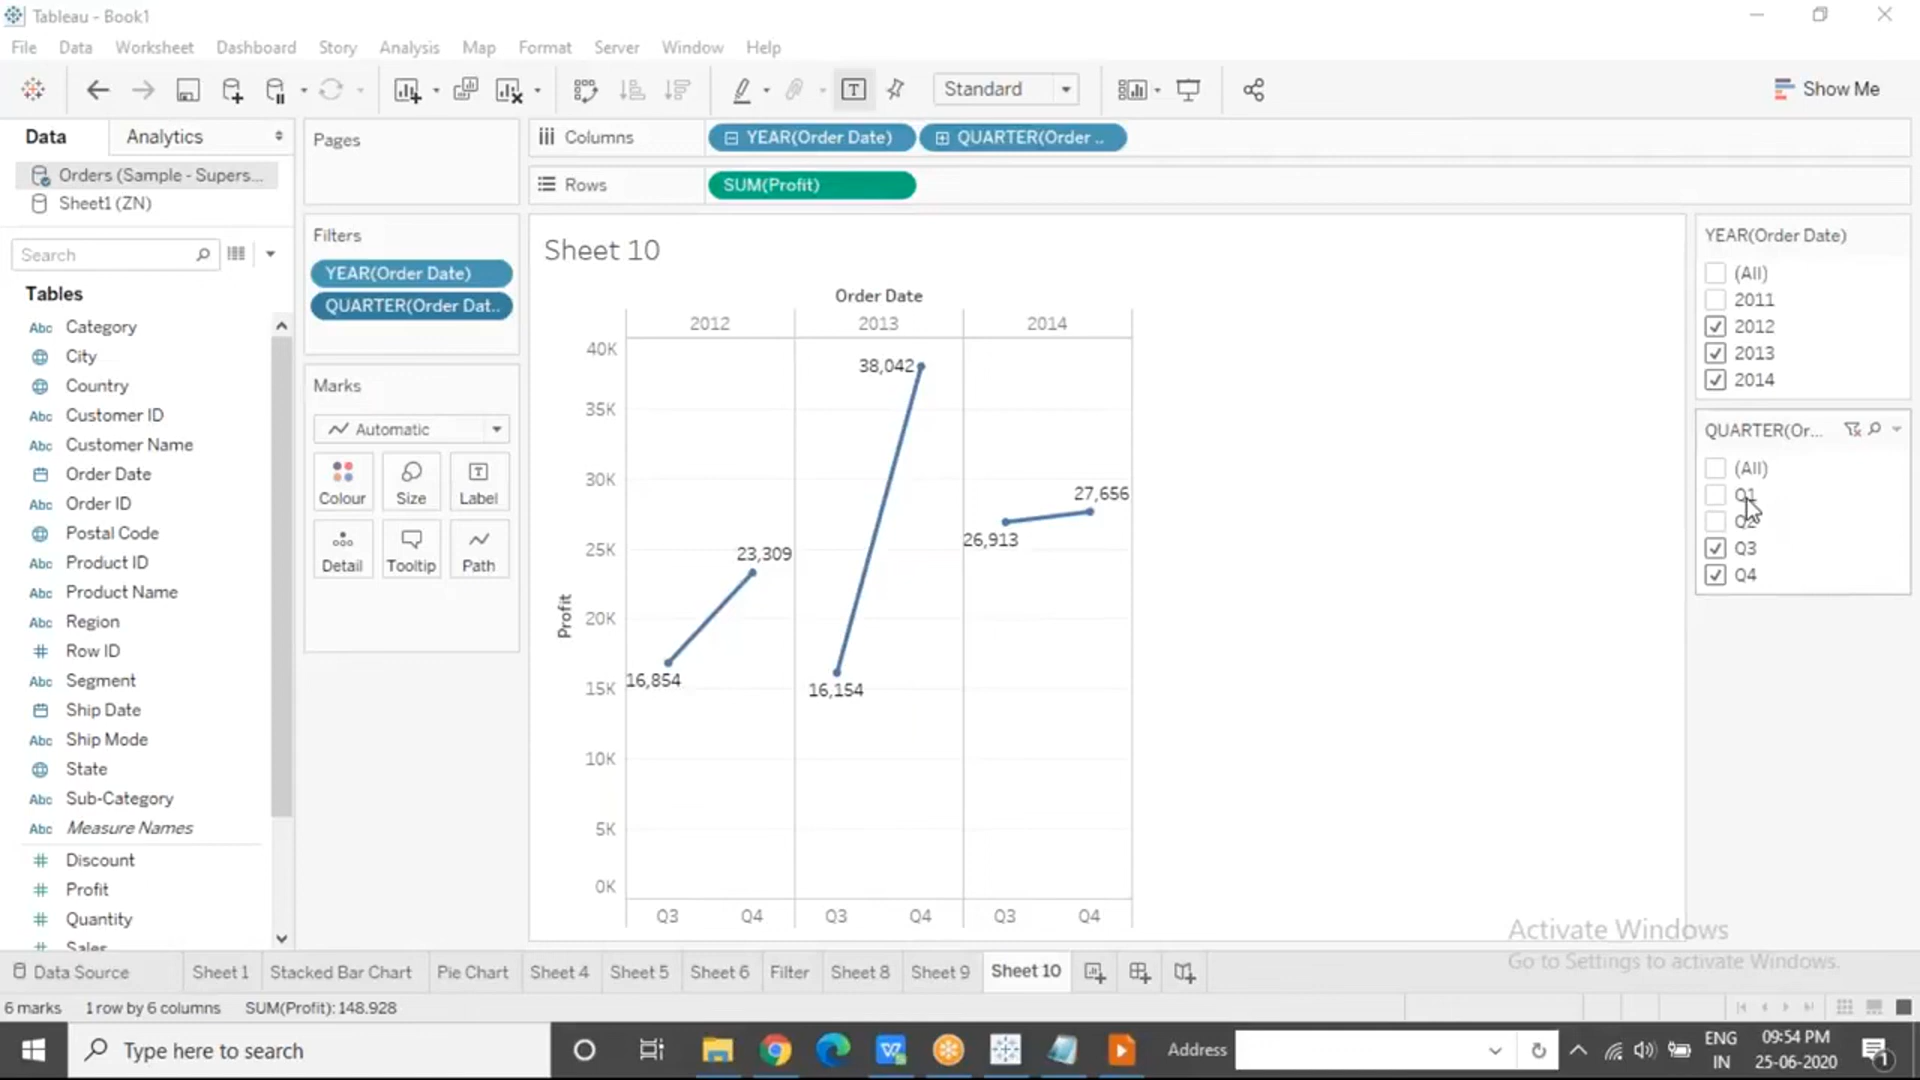 Tableau - Book1
File Data Worksheet Dashboard Story Analysis Map Format Server Window Help
Standard
Show Me
Data
Analytics
Orders (Sample - Supers...
Sheet1 (ZN)
Search
Tables
Abc Category
City
Country
Abc Customer ID
Abc Customer Name
Order Date
Abc Order ID
Postal Code
Abc Product ID
Abc Product Name
Abc Region
# Row ID
Abc Segment
Ship Date
Abc Ship Mode
State
Abc Sub-Category
Abc Measure Names
# Discount
# Profit
# Quantity
Sales
Pages
Filters
YEAR(Order Date)
QUARTER(Order Dat..
Marks
Automatic
Colour Size Label
Detail Tooltip Path
Columns
YEAR(Order Date)
QUARTER(Order ..
Rows
SUM(Profit)
Sheet 10
Order Date
2012 2013 2014
40K
35K
30K
25K
20K
15K
10K
5K
0K
Profit
38,042
27,656
26,913
23,309
16,854
16,154
Q3 Q4 Q3 Q4 Q3 Q4
YEAR(Order Date)
(All)
2011
2012
2013
2014
QUARTER(Or...
(All)
Q1
Q2
Q3
Q4
Activate Windows
Go to Settings to activate Windows.
Data Source Sheet 1 Stacked Bar Chart Pie Chart Sheet 4 Sheet 5 Sheet 6 Filter Sheet 8 Sheet 9 Sheet 10
6 marks 1 row by 6 columns SUM(Profit): 148.928
Type here to search
Address
ENG
IN
09:54 PM
25-06-2020
1